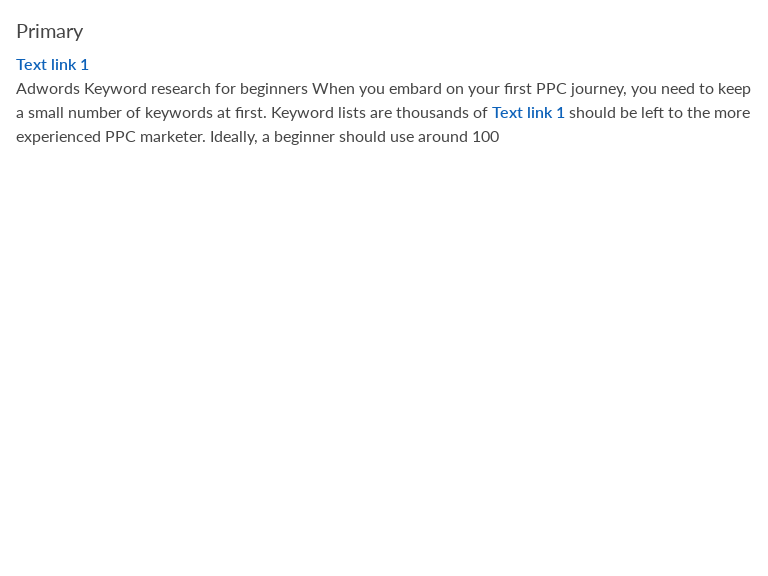 Primary
Text link 1
Adwords Keyword research for beginners When you embard on your first PPC journey, you need to keep
a small number of keywords at first. Keyword lists are thousands of Text link 1 should be left to the more
experienced PPC marketer. Ideally, a beginner should use around 100